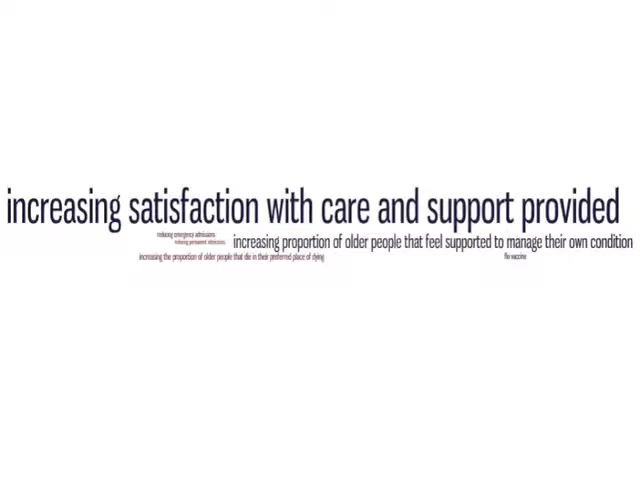 increasing satisfaction with care and support provided
reducing emergency admissions
reducing permanent admissions
increasing proportion of older people that feel supported to manage their own condition
increasing the proportion of older people that die in their preferred place of dying
flu vaccine